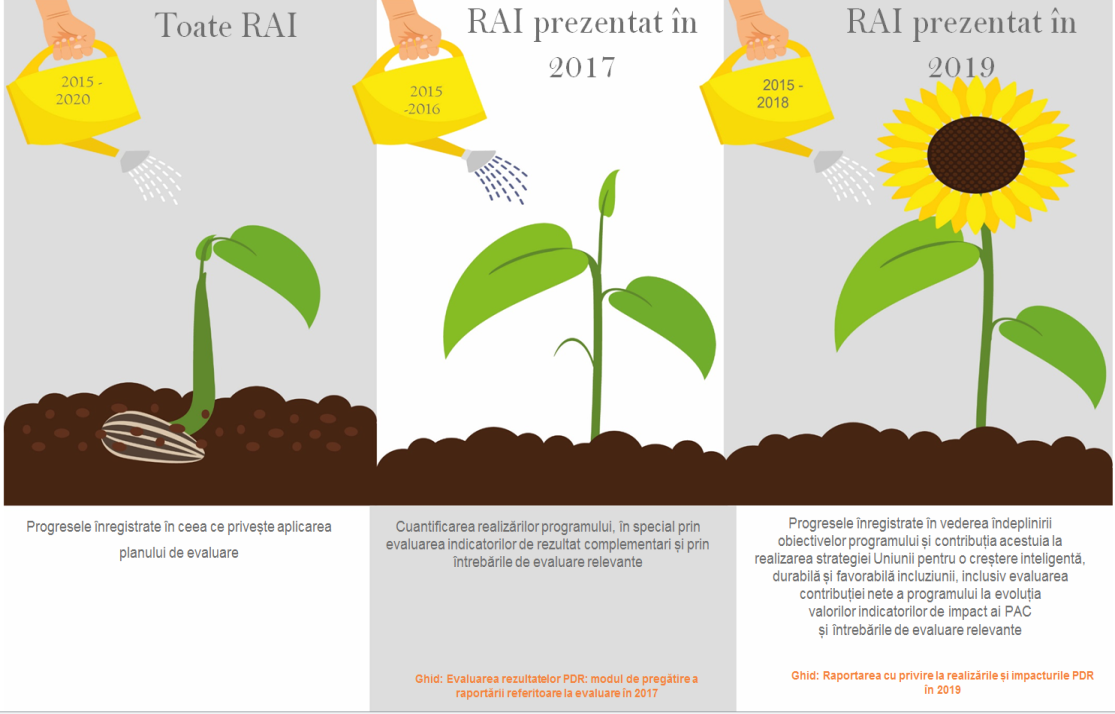 Toate RAI
2015 -
2020
Progresele înregistrate în ceea ce privește aplicarea
planului de evaluare
RAI prezentat în
2017
2015
-2016
Cuantificarea realizărilor programului, în special prin
evaluarea indicatorilor de rezultat complementari și prin
întrebările de evaluare relevante
Ghid: Evaluarea rezultatelor PDR: modul de pregătire a
raportării referitoare la evaluare în 2017
RAI prezentat în
2019
2015 -
2018
Progresele înregistrate în vederea îndeplinirii
obiectivelor programului și contribuția acestuia la
realizarea strategiei Uniunii pentru o creștere inteligentă,
durabilă și favorabilă incluziunii, inclusiv evaluarea
contribuției nete a programului la evoluția
valorilor indicatorilor de impact ai PAC
și întrebările de evaluare relevante
Ghid: Raportarea cu privire la realizările și impacturile PDR
în 2019